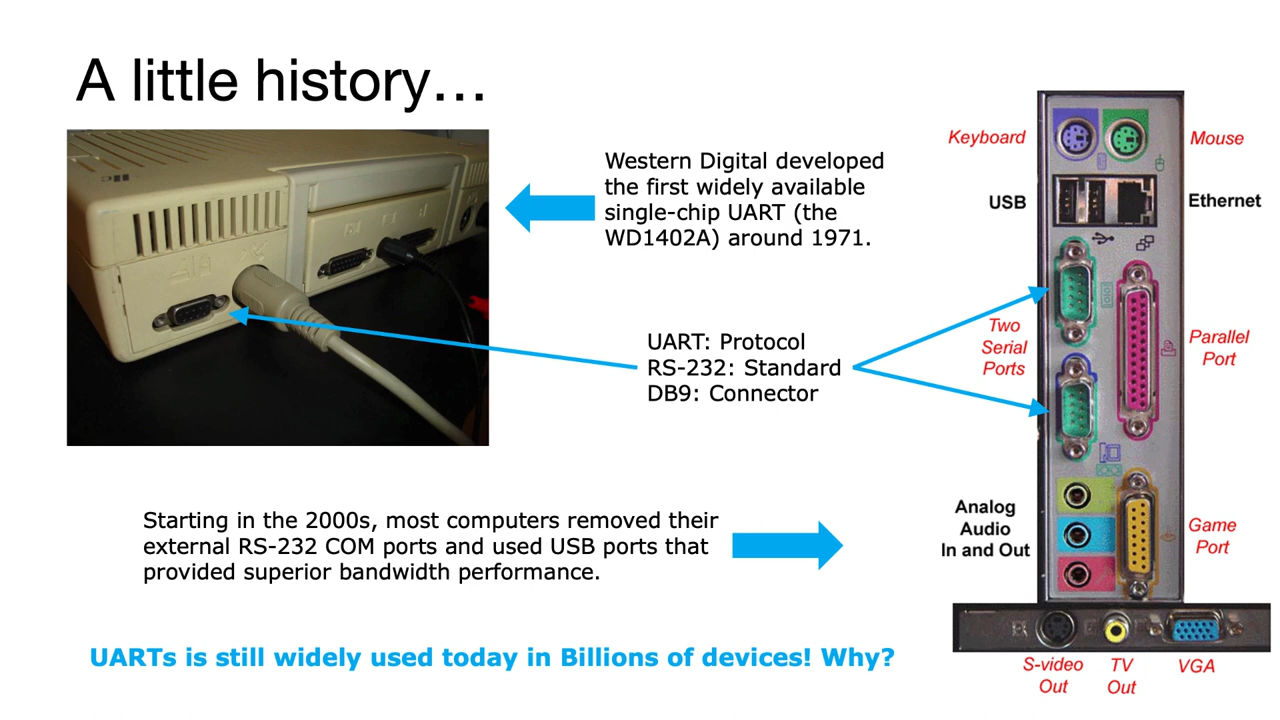 A little history…
Western Digital developed
the first widely available
single-chip UART (the
WD1402A) around 1971.
UART: Protocol
RS-232: Standard
DB9: Connector
Starting in the 2000s, most computers removed their
external RS-232 COM ports and used USB ports that
provided superior bandwidth performance.
UARTs is still widely used today in Billions of devices! Why?
Keyboard
Mouse
USB
Ethernet
Two
Serial
Ports
Parallel
Port
Analog
Audio
In and Out
Game
Port
S-video
Out
TV
Out
VGA